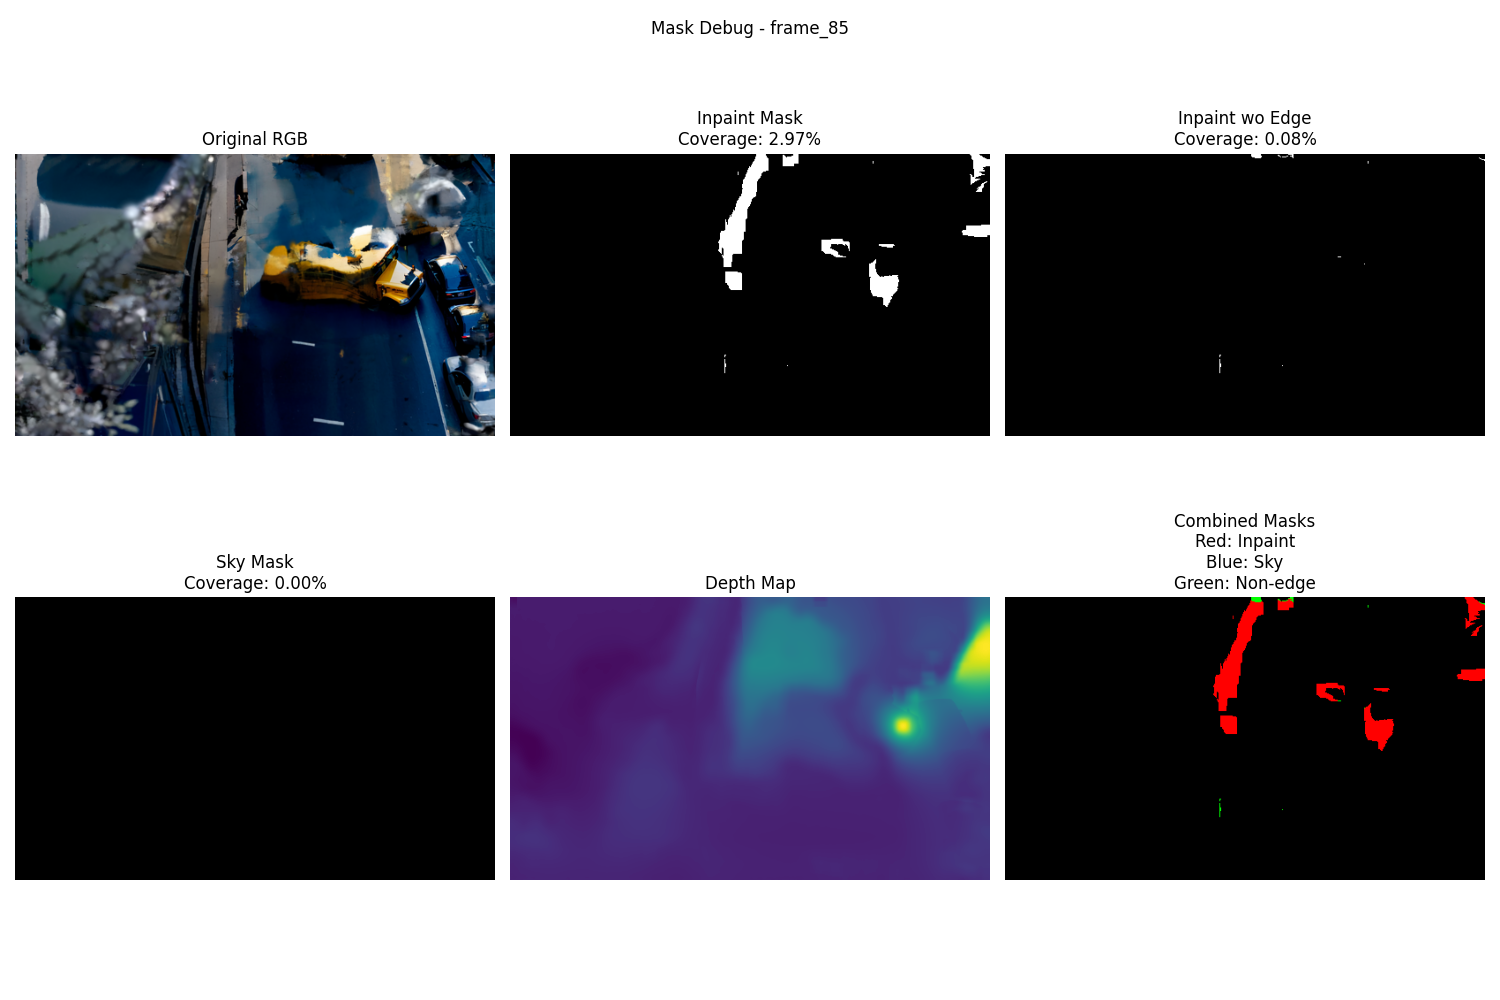 Mask Debug - frame_85
Original RGB
Inpaint Mask
Coverage: 2.97%
Inpaint wo Edge
Coverage: 0.08%
Sky Mask
Coverage: 0.00%
Depth Map
Combined Masks
Red: Inpaint
Blue: Sky
Green: Non-edge